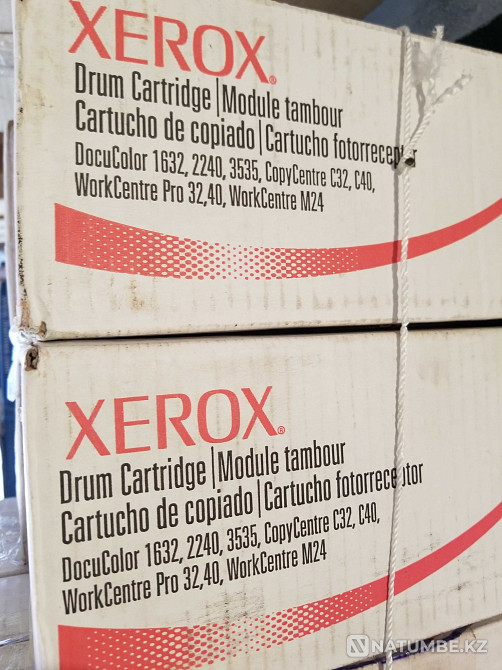 XEROX®
Drum Cartridge | Module tambour
Cartucho de copiado | Cartucho fotorreceptor
DocuColor 1632, 2240, 3535, CopyCentre C32, C40,
WorkCentre Pro 32,40, WorkCentre M24
XEROX®
Drum Cartridge | Module tambour
Cartucho de copiado | Cartucho fotorreceptor
DocuColor 1632, 2240, 3535, CopyCentre C32, C40,
WorkCentre Pro 32,40, WorkCentre M24
NATUMBE.KZ